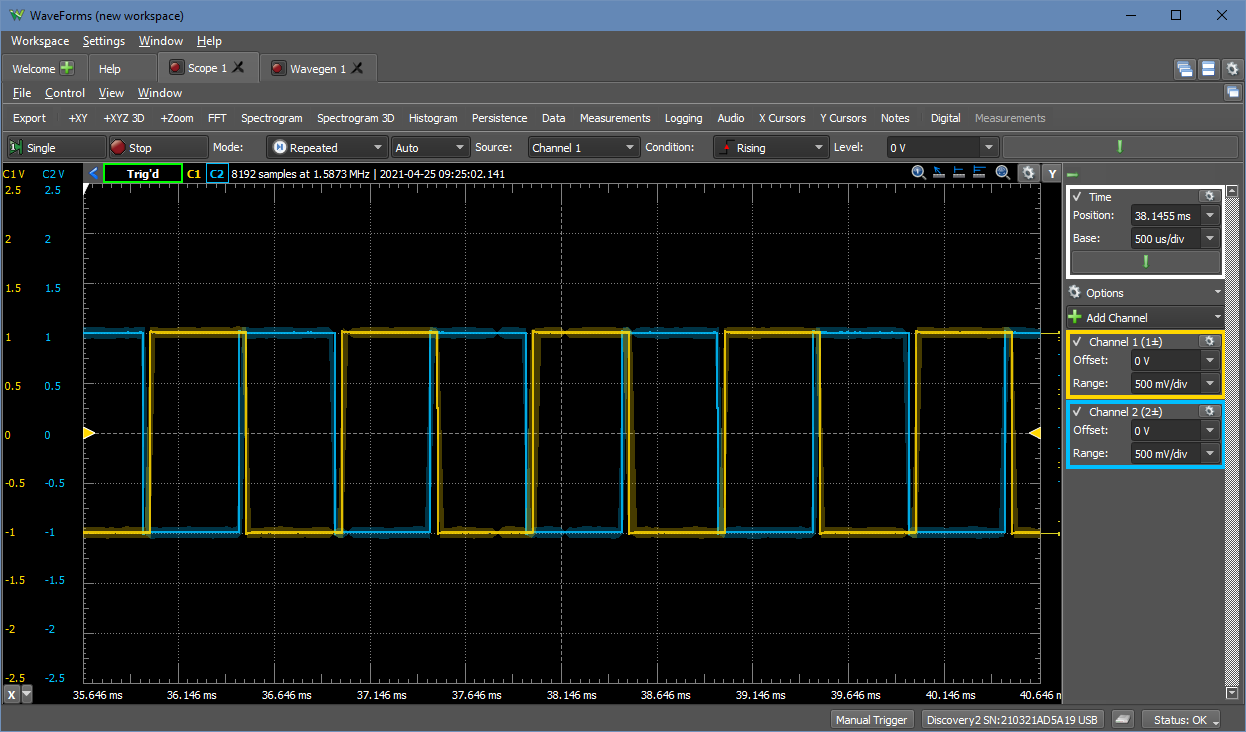 WaveForms (new workspace)
Workspace Settings Window Help
Welcome Help Scope 1 Wavegen 1
File Control View Window
Export +XY +XYZ 3D +Zoom FFT Spectrogram Spectrogram 3D Histogram Persistence Data Measurements Logging Audio X Cursors Y Cursors Notes Digital Measurements
Single Stop Mode: Repeated Auto Source: Channel 1 Condition: Rising Level: 0 V
C1 V C2 V Trig'd C1 C2 8192 samples at 1.5873 MHz | 2021-04-25 09:25:02.141 Y
2.5 2.5
2 2
1.5 1.5
1 1
0.5 0.5
0 0
-0.5 -0.5
-1 -1
-1.5 -1.5
-2 -2
-2.5 -2.5
X 35.646 ms 36.146 ms 36.646 ms 37.146 ms 37.646 ms 38.146 ms 38.646 ms 39.146 ms 39.646 ms 40.146 ms 40.646 m
Time
Position: 38.1455 ms
Base: 500 us/div
Options
Add Channel
Channel 1 (1±)
Offset: 0 V
Range: 500 mV/div
Channel 2 (2±)
Offset: 0 V
Range: 500 mV/div
Manual Trigger Discovery2 SN:210321AD5A19 USB Status: OK